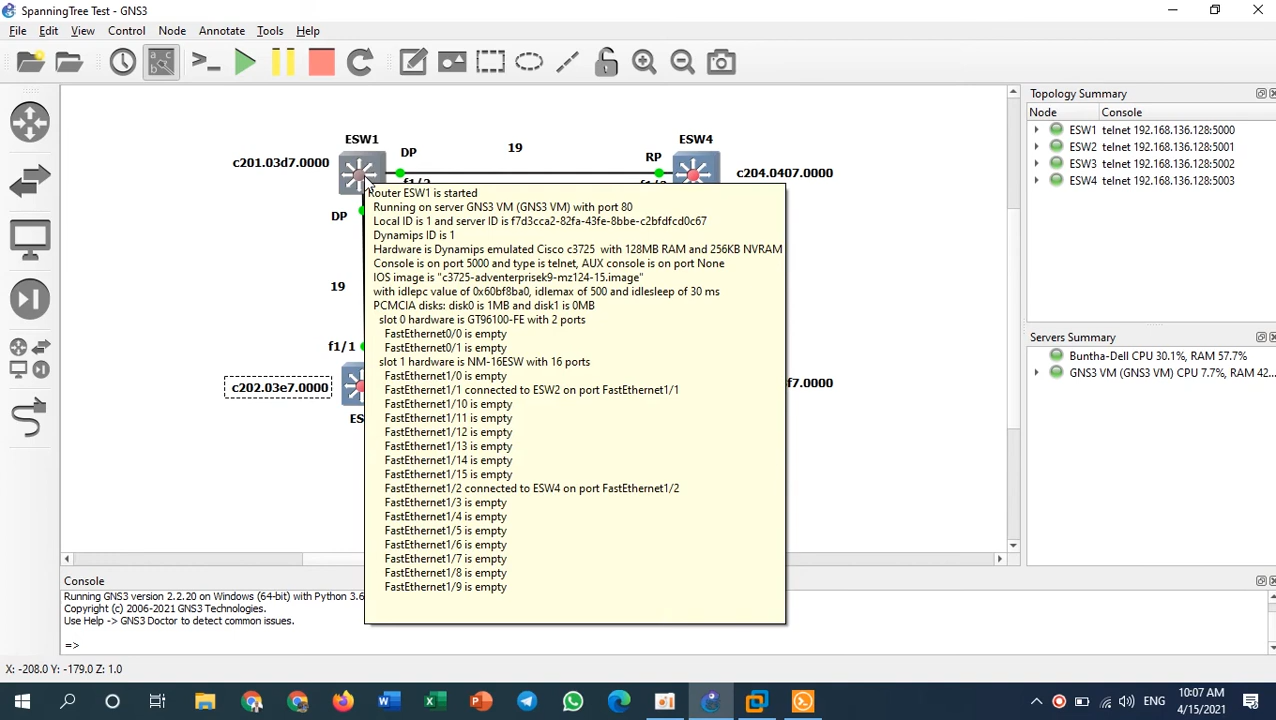 SpanningTree Test - GNS3
File Edit View Control Node Annotate Tools Help
ESW1
c201.03d7.0000
DP
19
ESW4
RP
c204.0407.0000
DP
19
f1/1
c202.03e7.0000
f7.0000
Router ESW1 is started
Running on server GNS3 VM (GNS3 VM) with port 80
Local ID is 1 and server ID is f7d3cca2-82fa-43fe-8bbe-c2bfdfcd0c67
Dynamips ID is 1
Hardware is Dynamips emulated Cisco c3725 with 128MB RAM and 256KB NVRAM
Console is on port 5000 and type is telnet, AUX console is on port None
IOS image is "c3725-adventerprisek9-mz124-15.image"
with idlepc value of 0x60bf8ba0, idlemax of 500 and idlesleep of 30 ms
PCMCIA disks: disk0 is 1MB and disk1 is 0MB
slot 0 hardware is GT96100-FE with 2 ports
FastEthernet0/0 is empty
FastEthernet0/1 is empty
slot 1 hardware is NM-16ESW with 16 ports
FastEthernet1/0 is empty
FastEthernet1/1 connected to ESW2 on port FastEthernet1/1
FastEthernet1/10 is empty
FastEthernet1/11 is empty
FastEthernet1/12 is empty
FastEthernet1/13 is empty
FastEthernet1/14 is empty
FastEthernet1/15 is empty
FastEthernet1/2 connected to ESW4 on port FastEthernet1/2
FastEthernet1/3 is empty
FastEthernet1/4 is empty
FastEthernet1/5 is empty
FastEthernet1/6 is empty
FastEthernet1/7 is empty
FastEthernet1/8 is empty
FastEthernet1/9 is empty
Topology Summary
Node Console
ESW1 telnet 192.168.136.128:5000
ESW2 telnet 192.168.136.128:5001
ESW3 telnet 192.168.136.128:5002
ESW4 telnet 192.168.136.128:5003
Servers Summary
Buntha-Dell CPU 30.1%, RAM 57.7%
GNS3 VM (GNS3 VM) CPU 7.7%, RAM 42...
Console
Running GNS3 version 2.2.20 on Windows (64-bit) with Python 3.6
Copyright (c) 2006-2021 GNS3 Technologies.
Use Help -> GNS3 Doctor to detect common issues.
=>
X: -208.0 Y: -179.0 Z: 1.0
ENG
10:07 AM
4/15/2021